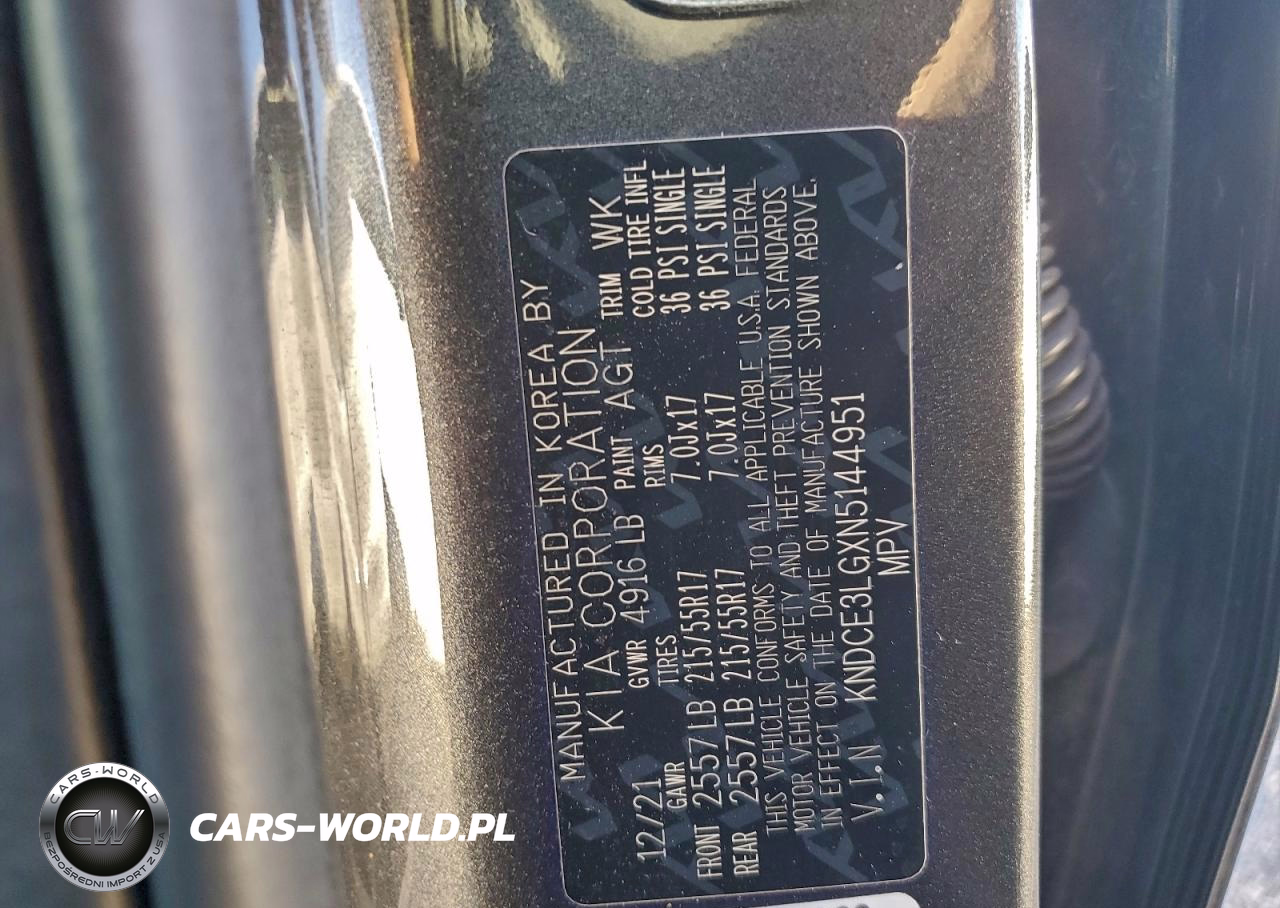 MANUFACTURED IN KOREA BY
KIA CORPORATION
12/21 GVWR 4916 LB PAINT AGT TRIM WK
GAWR TIRES RIMS COLD TIRE INFL
FRONT 2557 LB 215/55R17 7.0Jx17 36 PSI SINGLE
REAR 2557 LB 215/55R17 7.0Jx17 36 PSI SINGLE
THIS VEHICLE CONFORMS TO ALL APPLICABLE U.S.A. FEDERAL
MOTOR VEHICLE SAFETY AND THEFT PREVENTION STANDARDS
IN EFFECT ON THE DATE OF MANUFACTURE SHOWN ABOVE.
V.I.N KNDCE3LGXN5144951
MPV
CARS-WORLD
CW
BEZPOŚREDNI IMPORT Z USA
CARS-WORLD.PL